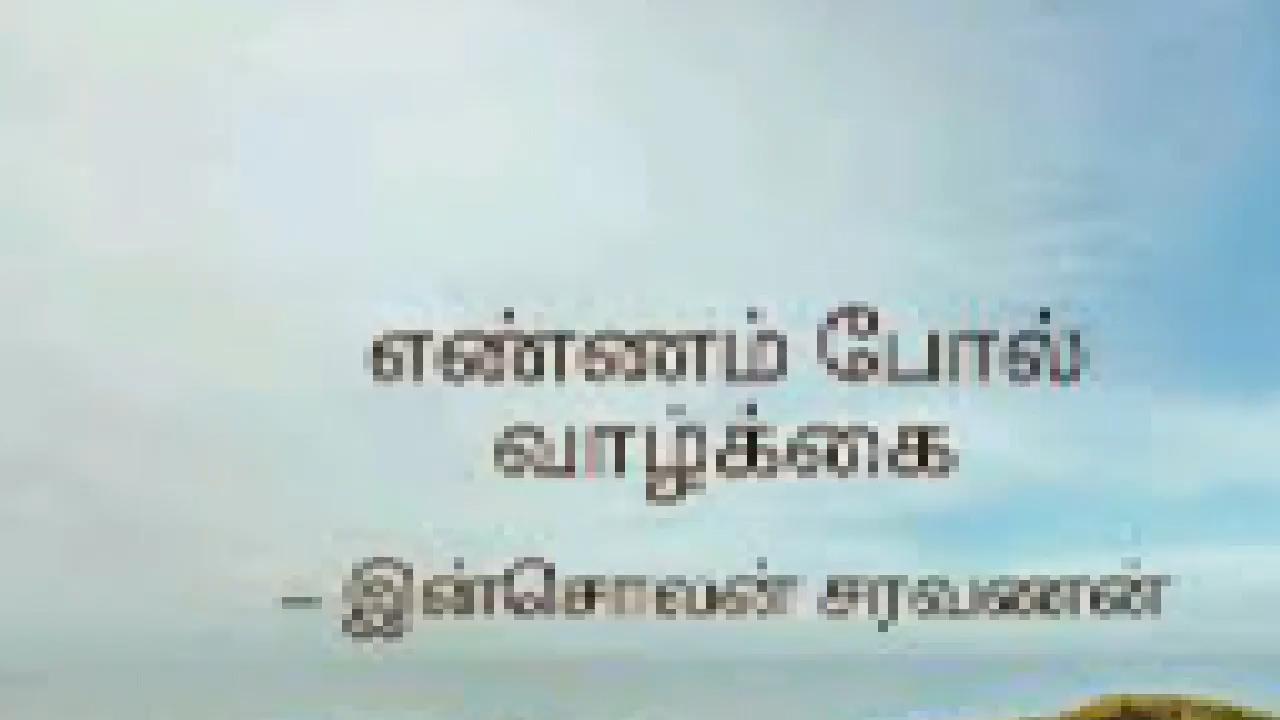 எண்ணம் போல்
வாழ்க்கை
– இன்சொலன் சரவணன்